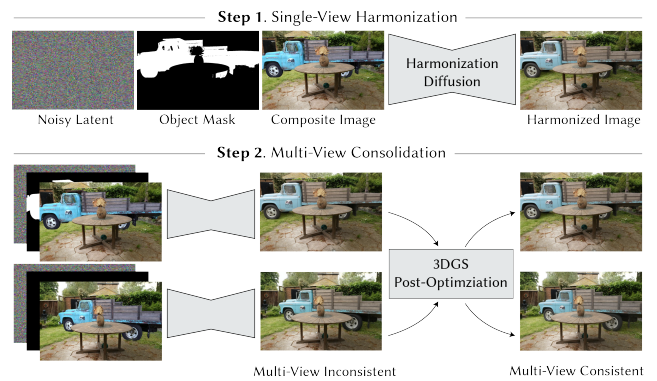 Step 1. Single-View Harmonization
Harmonization
Diffusion
Noisy Latent
Object Mask
Composite Image
Harmonized Image
Step 2. Multi-View Consolidation
3DGS
Post-Optimziation
Multi-View Inconsistent
Multi-View Consistent